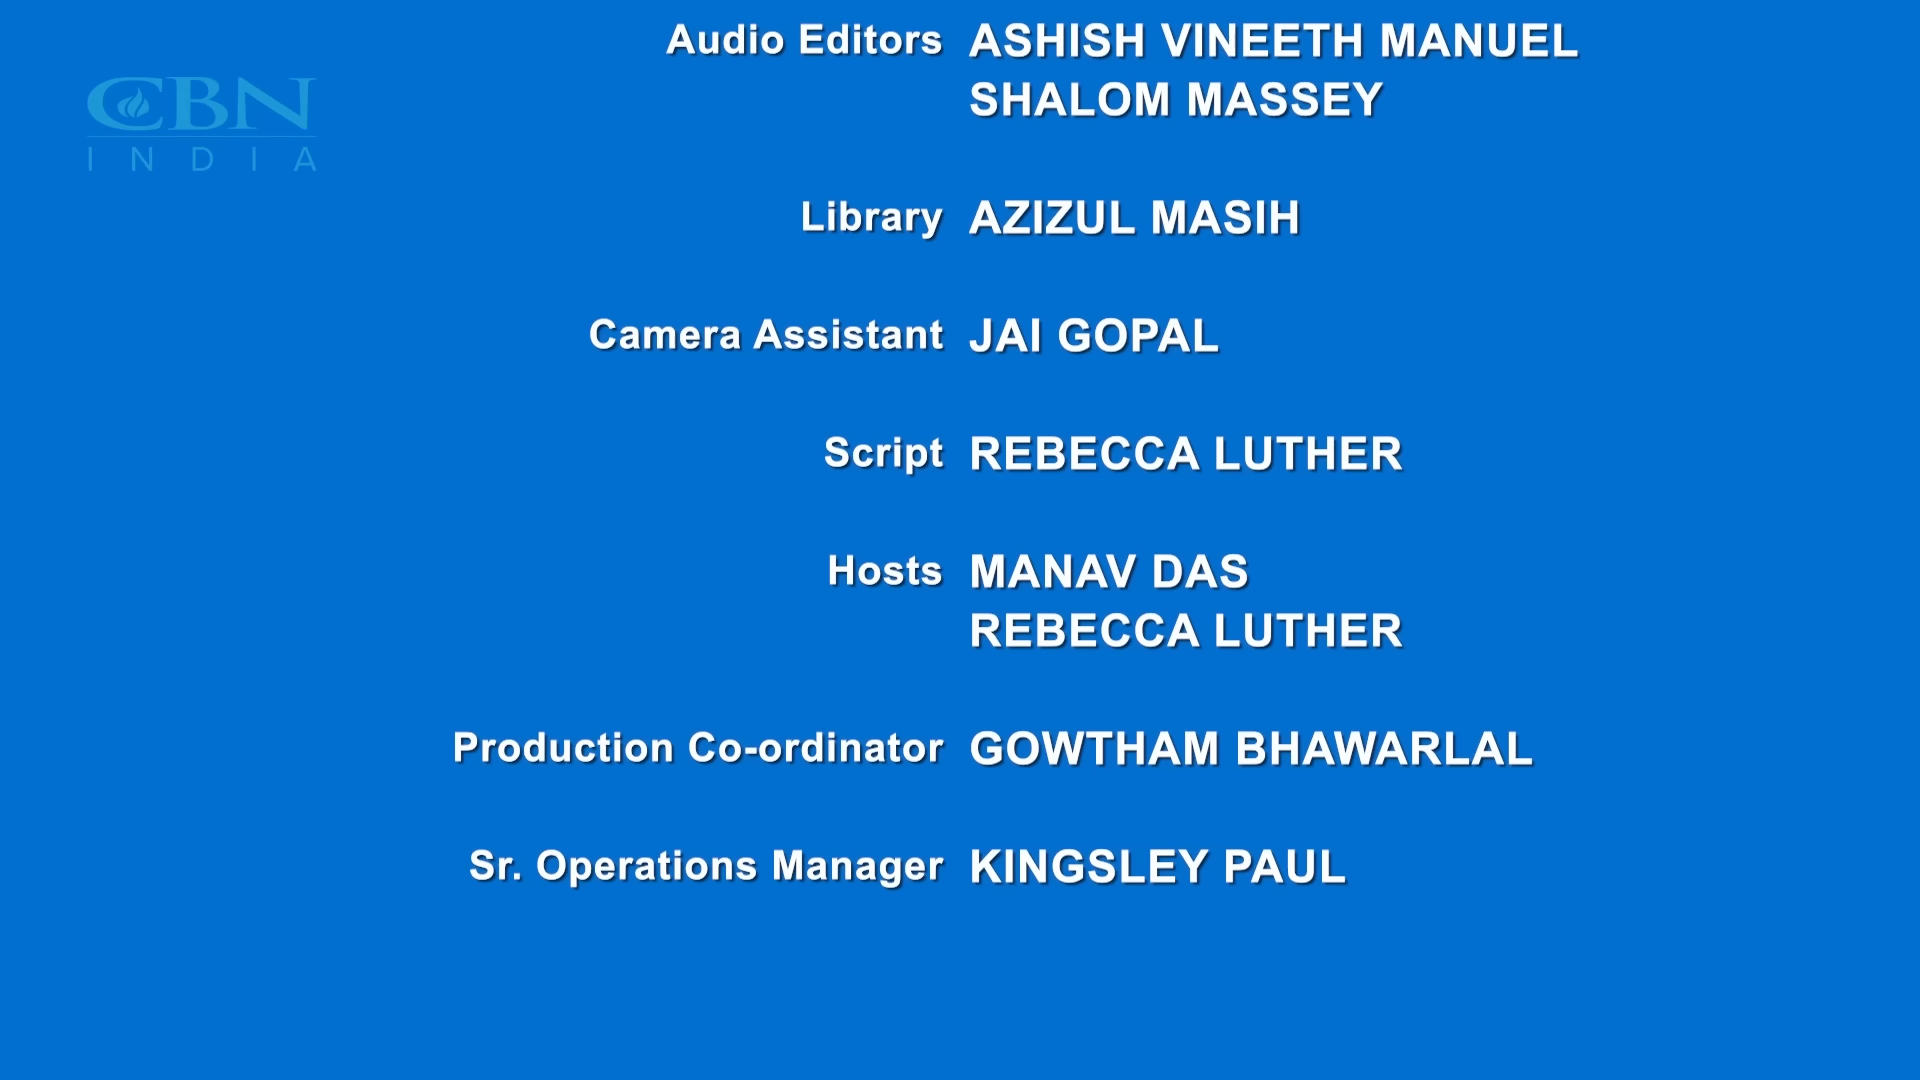 Audio Editors ASHISH VINEETH MANUEL
SHALOM MASSEY
CBN
INDIA
Library AZIZUL MASIH
Camera Assistant JAI GOPAL
Script REBECCA LUTHER
Hosts MANAV DAS
REBECCA LUTHER
Production Co-ordinator GOWTHAM BHAWARLAL
Sr. Operations Manager KINGSLEY PAUL